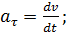 a_τ = dv/dt;